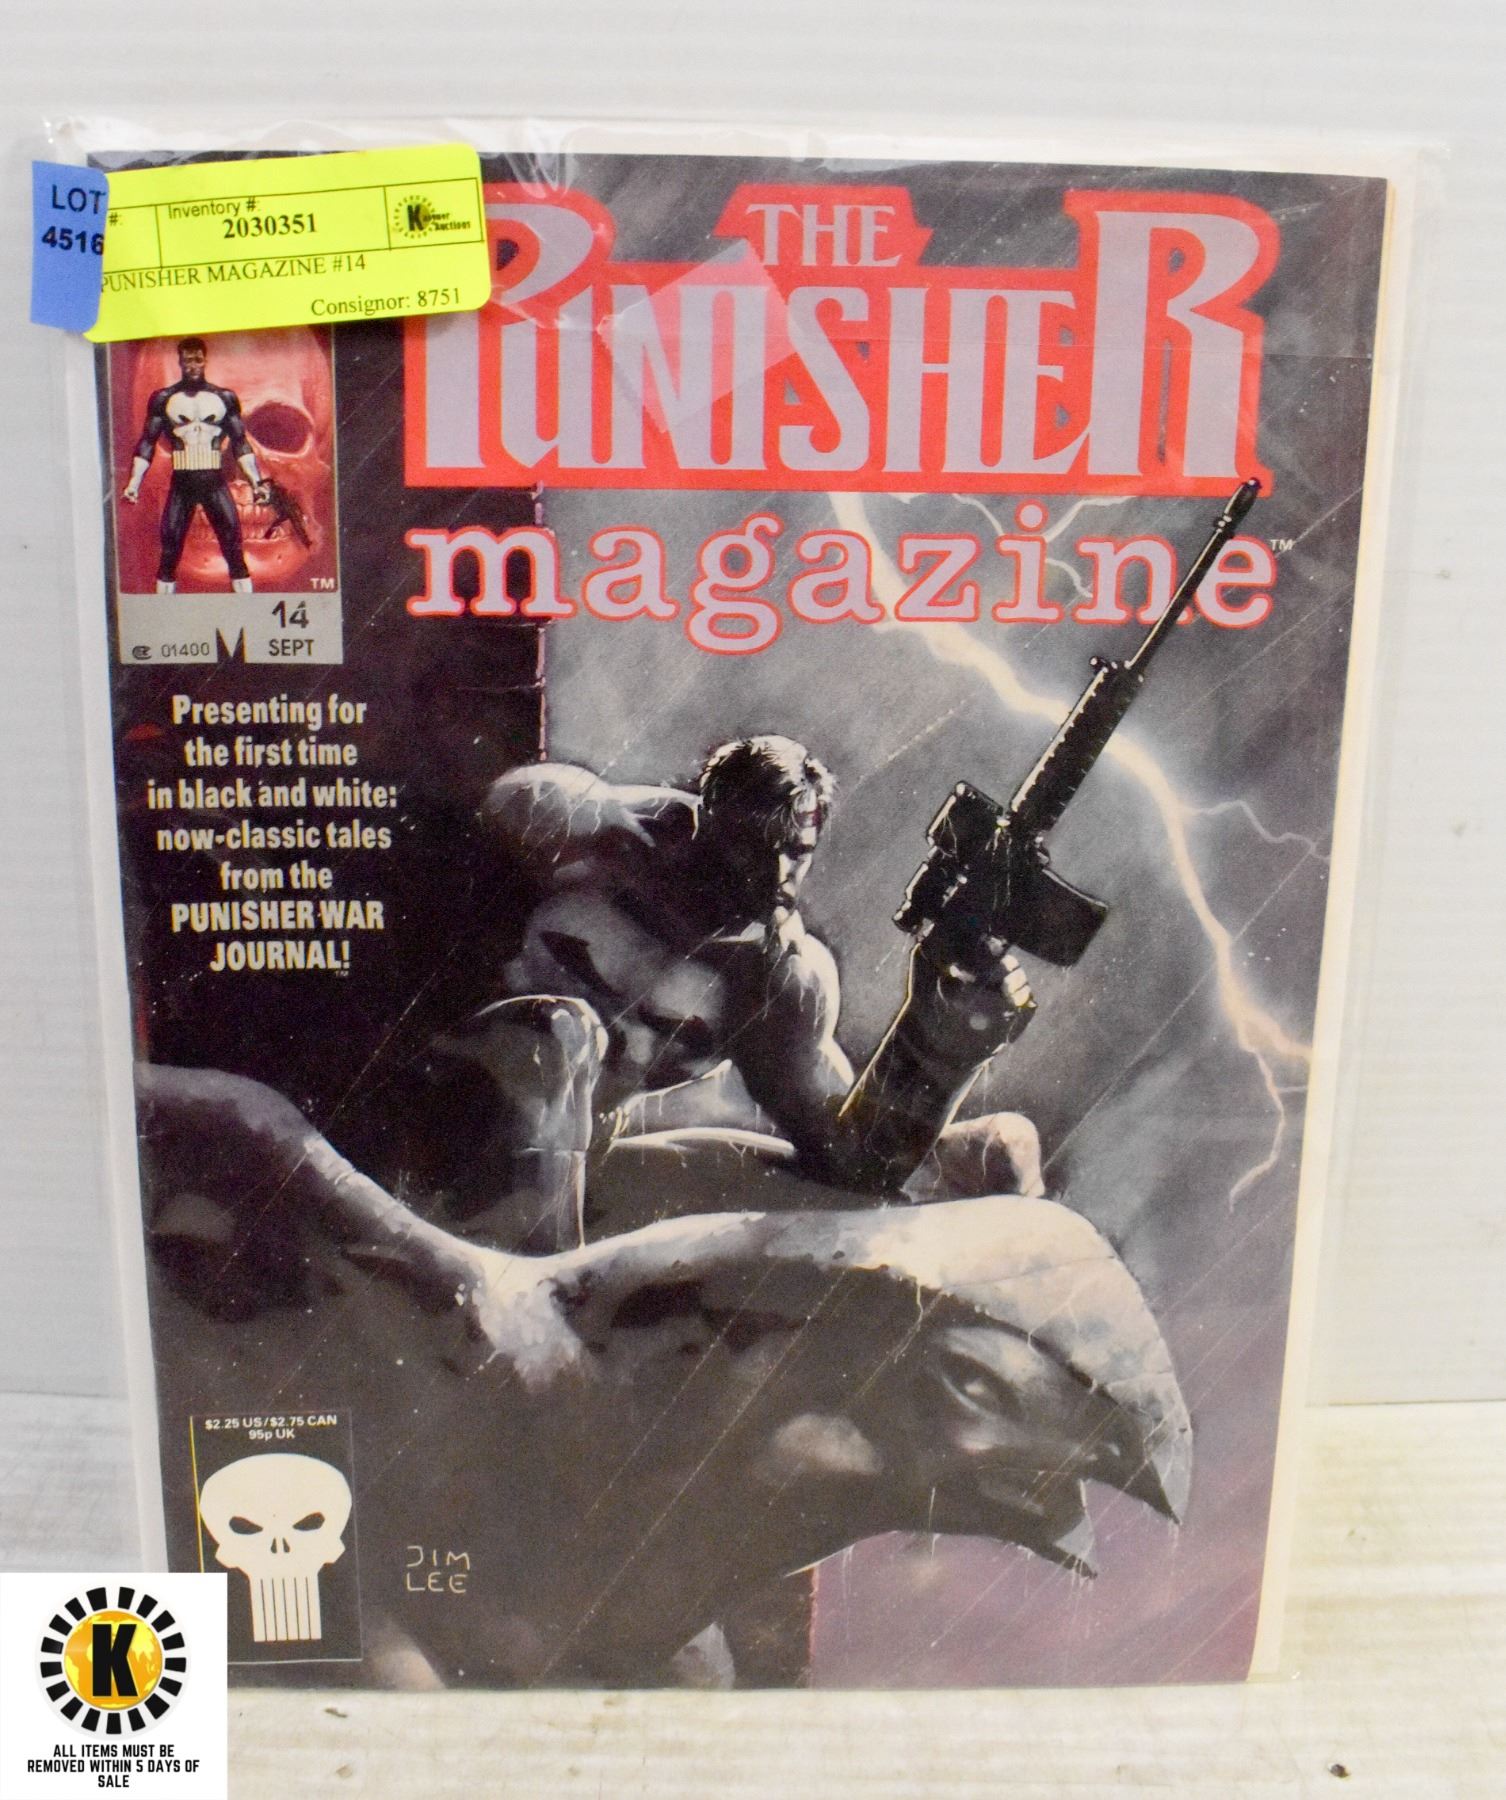 LOT #:
4516
Inventory #:
2030351
K
Auctions
PUNISHER MAGAZINE #14
Consignor: 8751
THE
PUNISHER
magazine™
TM
14
SEPT
01400
M
Presenting for
the first time
in black and white:
now-classic tales
from the
PUNISHER WAR
JOURNAL!
™
$2.25 US/$2.75 CAN
95p UK
JIM
LEE
K
ALL ITEMS MUST BE
REMOVED WITHIN 5 DAYS OF
SALE